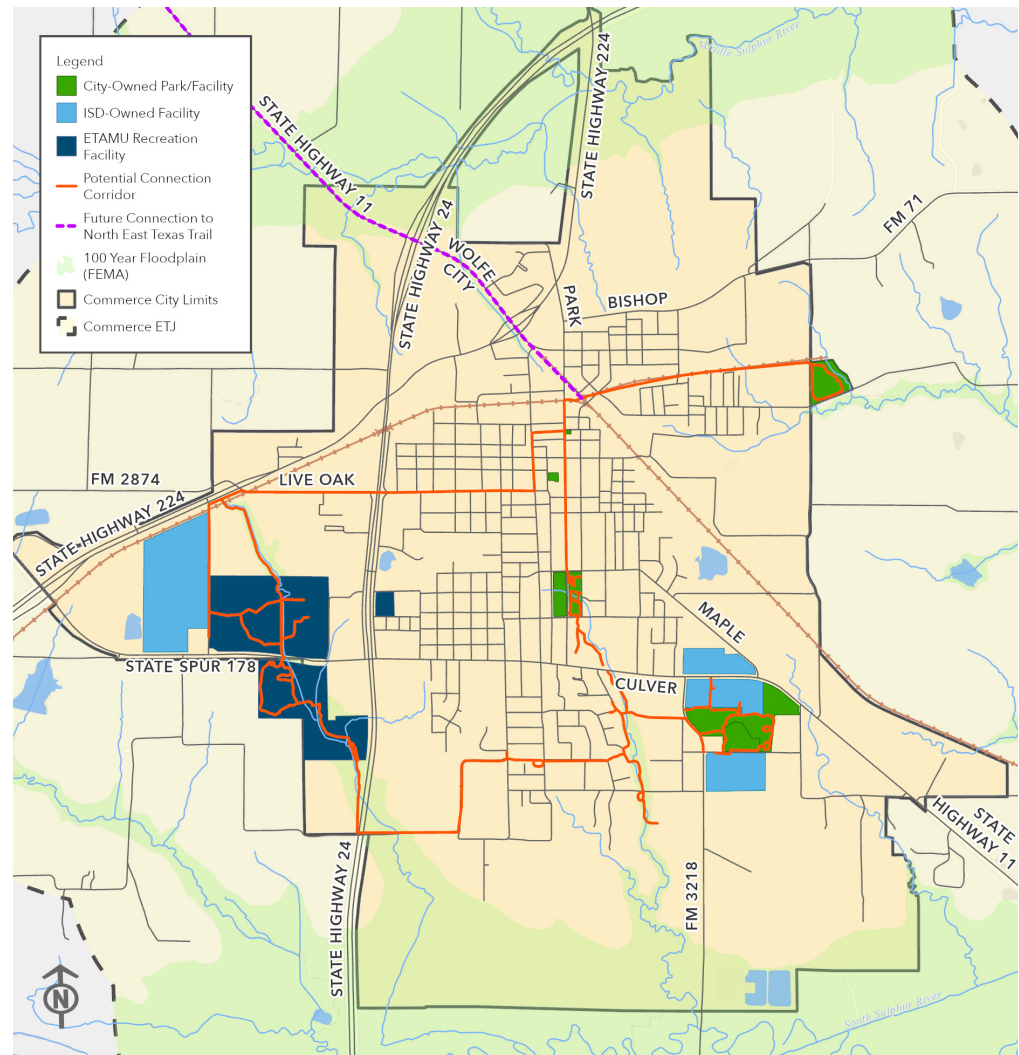 Legend
City-Owned Park/Facility
ISD-Owned Facility
ETAMU Recreation
Facility
Potential Connection
Corridor
Future Connection to
North East Texas Trail
100 Year Floodplain
(FEMA)
Commerce City Limits
Commerce ETJ
Middle Sulphur River
STATE HIGHWAY 11
STATE HIGHWAY 224
STATE HIGHWAY 24
WOLFE
CITY
PARK
BISHOP
FM 71
FM 2874
LIVE OAK
STATE HIGHWAY 224
MAPLE
STATE SPUR 178
CULVER
STATE
HIGHWAY 11
FM 3218
STATE HIGHWAY 24
N
South Sulphur River